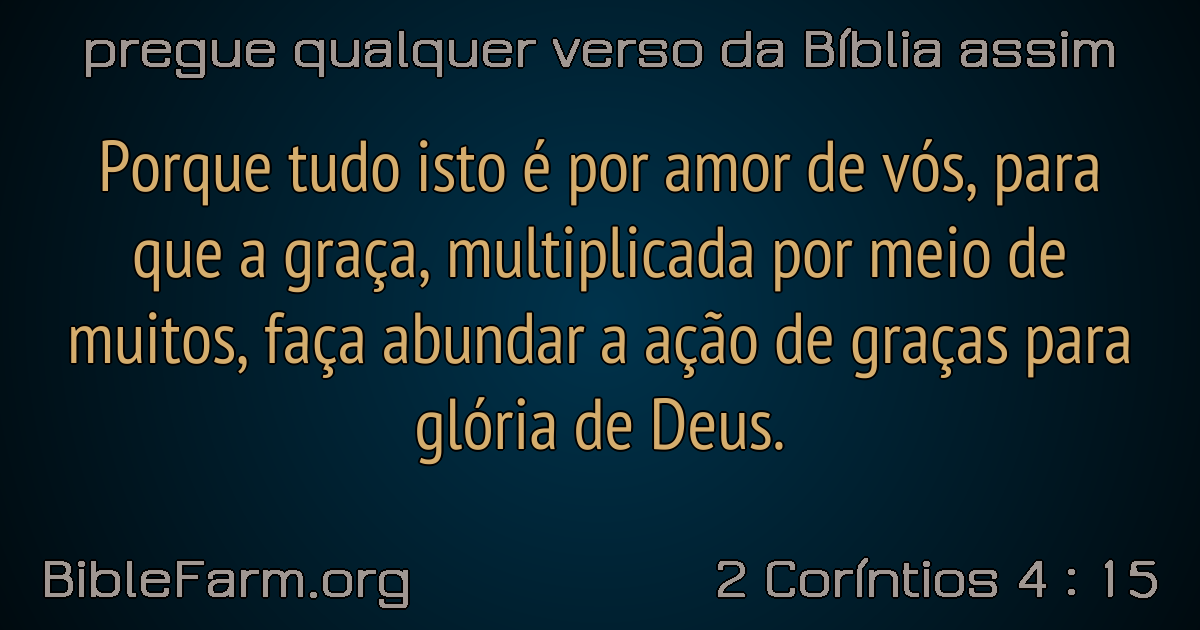 pregue qualquer verso da Bíblia assim
Porque tudo isto é por amor de vós, para
que a graça, multiplicada por meio de
muitos, faça abundar a ação de graças para
glória de Deus.
BibleFarm.org
2 Coríntios 4 : 15